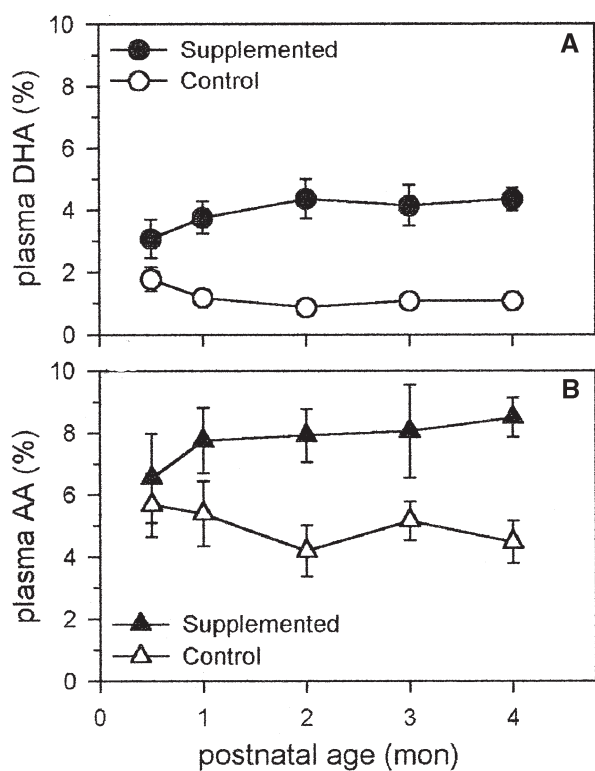 10
A
Supplemented
8
Control
6
4
2
0
plasma DHA (%)
10
B
8
6
4
2
Supplemented
Control
0
plasma AA (%)
0 1 2 3 4
postnatal age (mon)